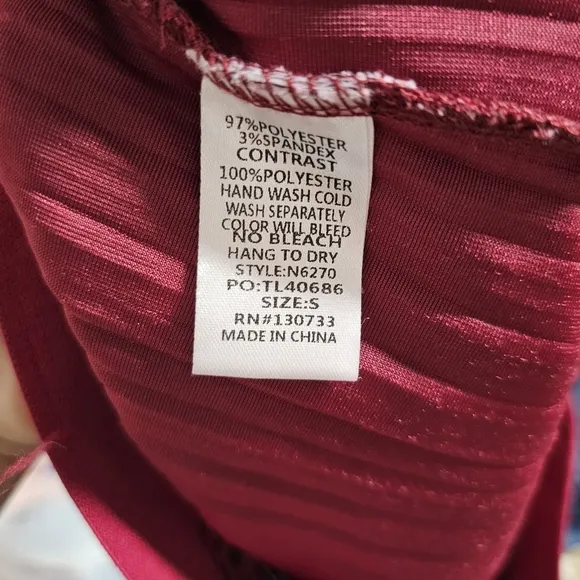 97%POLYESTER
3%SPANDEX
CONTRAST
100%POLYESTER
HAND WASH COLD
WASH SEPARATELY
COLOR WILL BLEED
NO BLEACH
HANG TO DRY
STYLE:N6270
PO:TL40686
SIZE:S
RN#130733
MADE IN CHINA